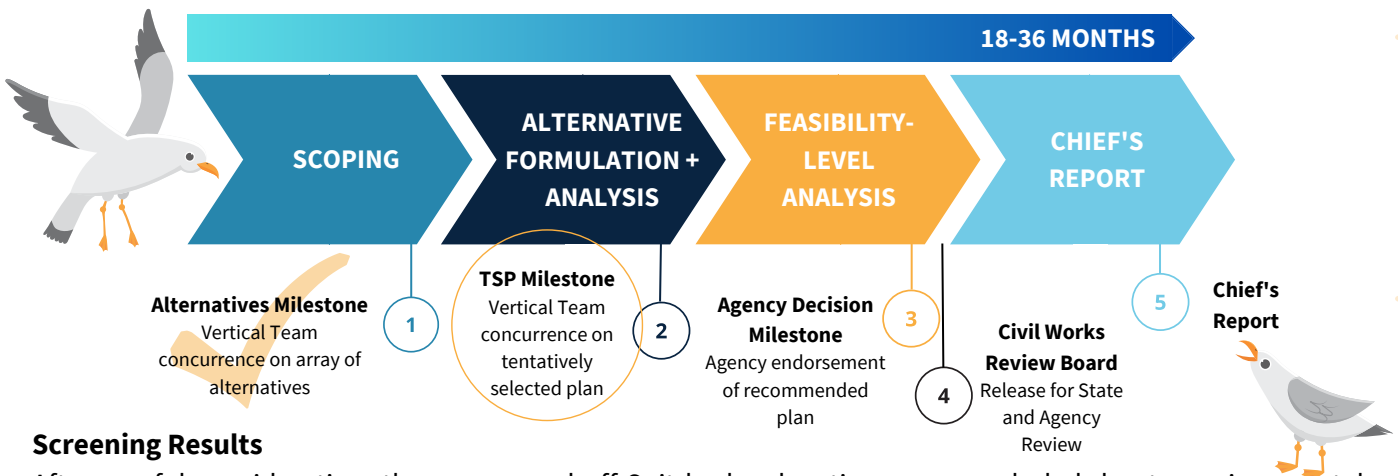 18-36 MONTHS
SCOPING
ALTERNATIVE
FORMULATION +
ANALYSIS
FEASIBILITY-
LEVEL
ANALYSIS
CHIEF'S
REPORT
Alternatives Milestone
Vertical Team
concurrence on array of
alternatives
1
TSP Milestone
Vertical Team
concurrence on
tentatively
selected plan
2
Agency Decision
Milestone
Agency endorsement
of recommended
plan
3
4
Civil Works
Review Board
Release for State
and Agency
Review
5
Chief's
Report
Screening Results